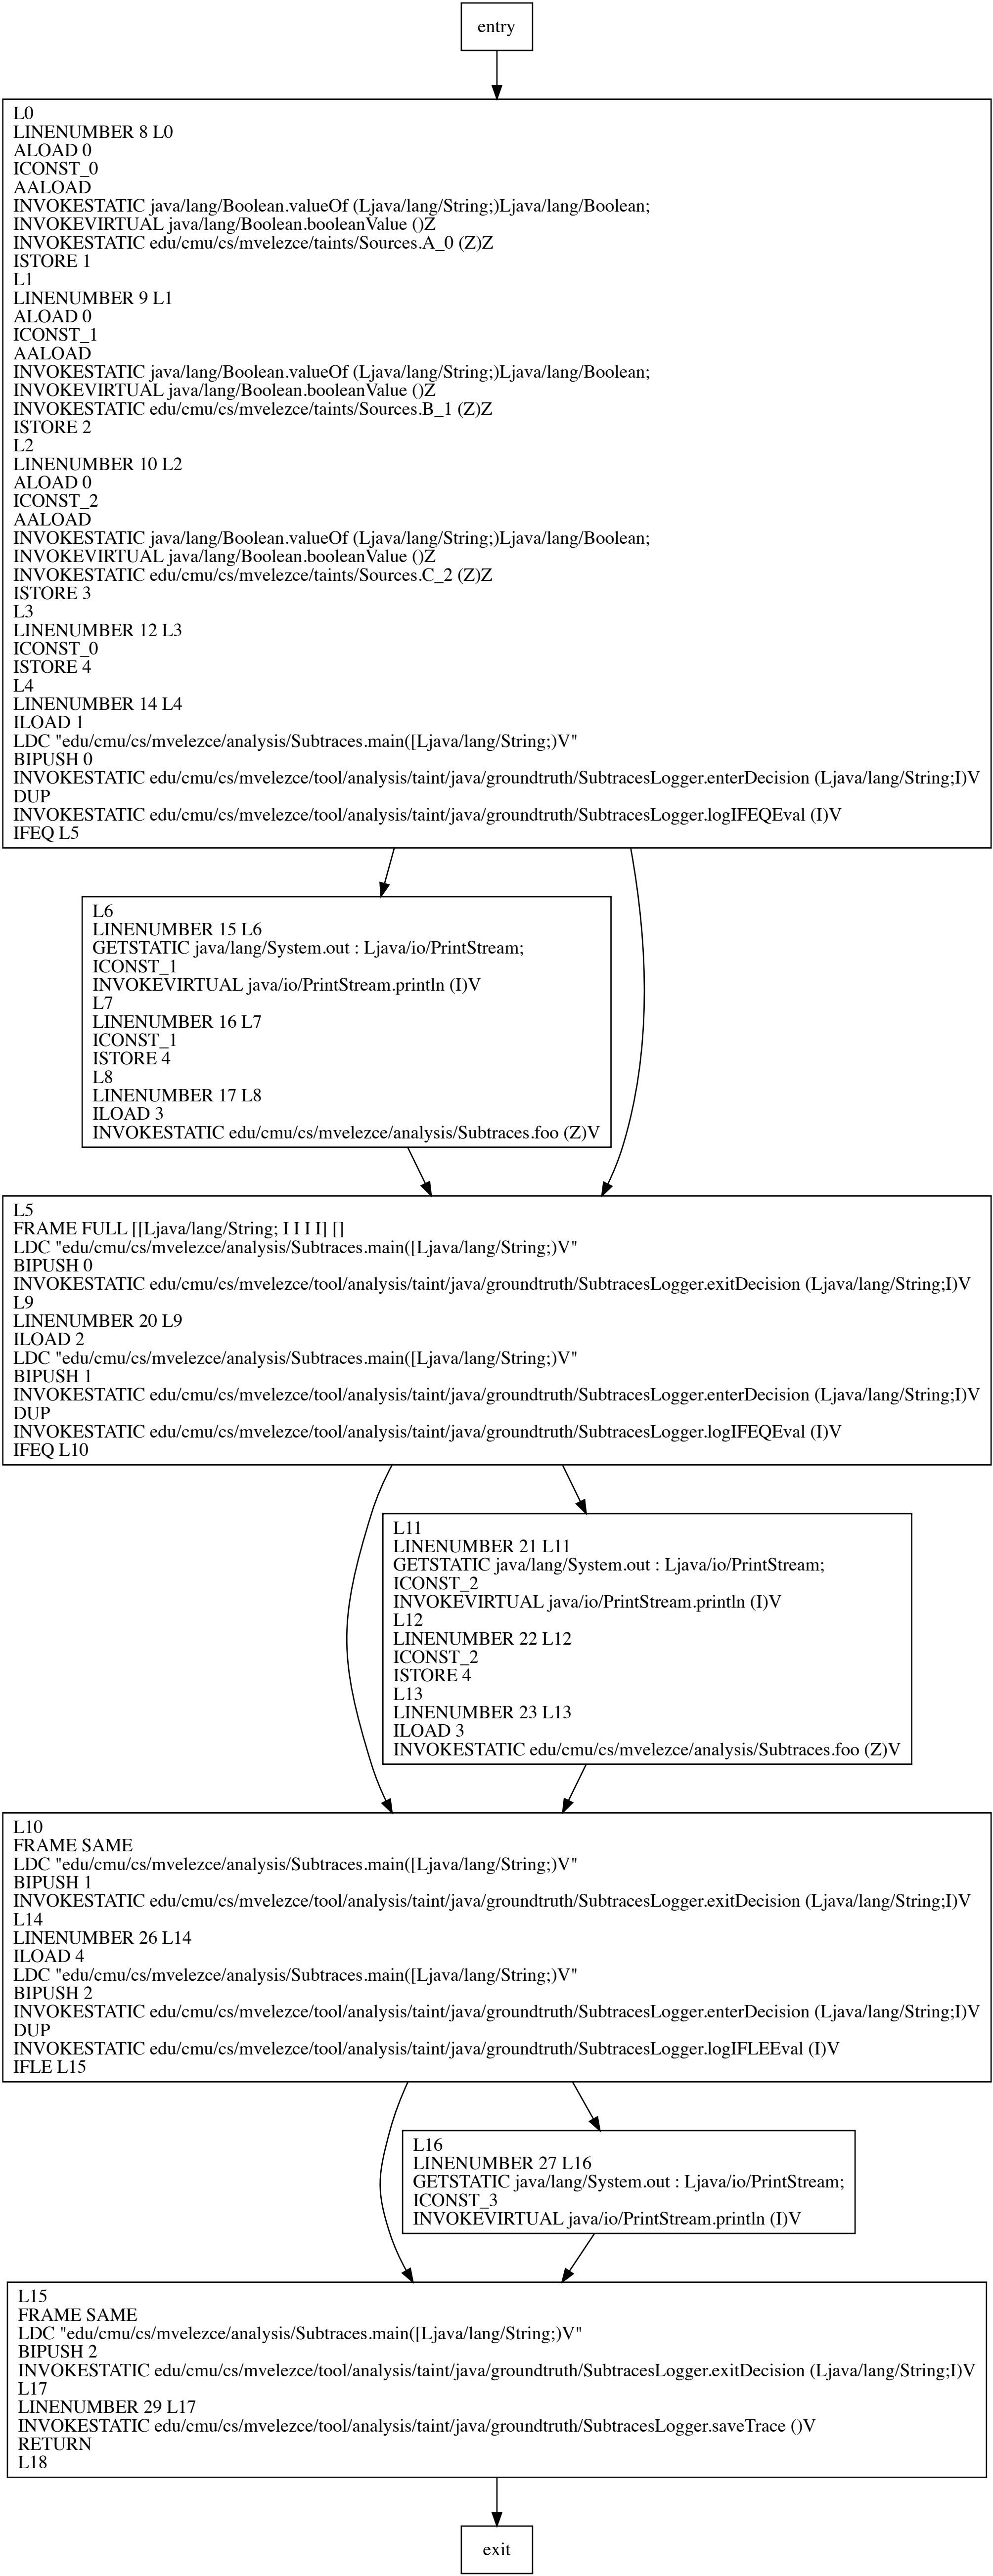 entry
L0
LINENUMBER 8 L0
ALOAD 0
ICONST_0
AALOAD
INVOKESTATIC java/lang/Boolean.valueOf (Ljava/lang/String;)Ljava/lang/Boolean;
INVOKEVIRTUAL java/lang/Boolean.booleanValue ()Z
INVOKESTATIC edu/cmu/cs/mvelezce/taints/Sources.A_0 (Z)Z
ISTORE 1
L1
LINENUMBER 9 L1
ALOAD 0
ICONST_1
AALOAD
INVOKESTATIC java/lang/Boolean.valueOf (Ljava/lang/String;)Ljava/lang/Boolean;
INVOKEVIRTUAL java/lang/Boolean.booleanValue ()Z
INVOKESTATIC edu/cmu/cs/mvelezce/taints/Sources.B_1 (Z)Z
ISTORE 2
L2
LINENUMBER 10 L2
ALOAD 0
ICONST_2
AALOAD
INVOKESTATIC java/lang/Boolean.valueOf (Ljava/lang/String;)Ljava/lang/Boolean;
INVOKEVIRTUAL java/lang/Boolean.booleanValue ()Z
INVOKESTATIC edu/cmu/cs/mvelezce/taints/Sources.C_2 (Z)Z
ISTORE 3
L3
LINENUMBER 12 L3
ICONST_0
ISTORE 4
L4
LINENUMBER 14 L4
ILOAD 1
LDC "edu/cmu/cs/mvelezce/analysis/Subtraces.main([Ljava/lang/String;)V"
BIPUSH 0
INVOKESTATIC edu/cmu/cs/mvelezce/tool/analysis/taint/java/groundtruth/SubtracesLogger.enterDecision (Ljava/lang/String;I)V
DUP
INVOKESTATIC edu/cmu/cs/mvelezce/tool/analysis/taint/java/groundtruth/SubtracesLogger.logIFEQEval (I)V
IFEQ L5
L6
LINENUMBER 15 L6
GETSTATIC java/lang/System.out : Ljava/io/PrintStream;
ICONST_1
INVOKEVIRTUAL java/io/PrintStream.println (I)V
L7
LINENUMBER 16 L7
ICONST_1
ISTORE 4
L8
LINENUMBER 17 L8
ILOAD 3
INVOKESTATIC edu/cmu/cs/mvelezce/analysis/Subtraces.foo (Z)V
L5
FRAME FULL [[Ljava/lang/String; I I I I] []
LDC "edu/cmu/cs/mvelezce/analysis/Subtraces.main([Ljava/lang/String;)V"
BIPUSH 0
INVOKESTATIC edu/cmu/cs/mvelezce/tool/analysis/taint/java/groundtruth/SubtracesLogger.exitDecision (Ljava/lang/String;I)V
L9
LINENUMBER 20 L9
ILOAD 2
LDC "edu/cmu/cs/mvelezce/analysis/Subtraces.main([Ljava/lang/String;)V"
BIPUSH 1
INVOKESTATIC edu/cmu/cs/mvelezce/tool/analysis/taint/java/groundtruth/SubtracesLogger.enterDecision (Ljava/lang/String;I)V
DUP
INVOKESTATIC edu/cmu/cs/mvelezce/tool/analysis/taint/java/groundtruth/SubtracesLogger.logIFEQEval (I)V
IFEQ L10
L11
LINENUMBER 21 L11
GETSTATIC java/lang/System.out : Ljava/io/PrintStream;
ICONST_2
INVOKEVIRTUAL java/io/PrintStream.println (I)V
L12
LINENUMBER 22 L12
ICONST_2
ISTORE 4
L13
LINENUMBER 23 L13
ILOAD 3
INVOKESTATIC edu/cmu/cs/mvelezce/analysis/Subtraces.foo (Z)V
L10
FRAME SAME
LDC "edu/cmu/cs/mvelezce/analysis/Subtraces.main([Ljava/lang/String;)V"
BIPUSH 1
INVOKESTATIC edu/cmu/cs/mvelezce/tool/analysis/taint/java/groundtruth/SubtracesLogger.exitDecision (Ljava/lang/String;I)V
L14
LINENUMBER 26 L14
ILOAD 4
LDC "edu/cmu/cs/mvelezce/analysis/Subtraces.main([Ljava/lang/String;)V"
BIPUSH 2
INVOKESTATIC edu/cmu/cs/mvelezce/tool/analysis/taint/java/groundtruth/SubtracesLogger.enterDecision (Ljava/lang/String;I)V
DUP
INVOKESTATIC edu/cmu/cs/mvelezce/tool/analysis/taint/java/groundtruth/SubtracesLogger.logIFLEEval (I)V
IFLE L15
L16
LINENUMBER 27 L16
GETSTATIC java/lang/System.out : Ljava/io/PrintStream;
ICONST_3
INVOKEVIRTUAL java/io/PrintStream.println (I)V
L15
FRAME SAME
LDC "edu/cmu/cs/mvelezce/analysis/Subtraces.main([Ljava/lang/String;)V"
BIPUSH 2
INVOKESTATIC edu/cmu/cs/mvelezce/tool/analysis/taint/java/groundtruth/SubtracesLogger.exitDecision (Ljava/lang/String;I)V
L17
LINENUMBER 29 L17
INVOKESTATIC edu/cmu/cs/mvelezce/tool/analysis/taint/java/groundtruth/SubtracesLogger.saveTrace ()V
RETURN
L18
exit